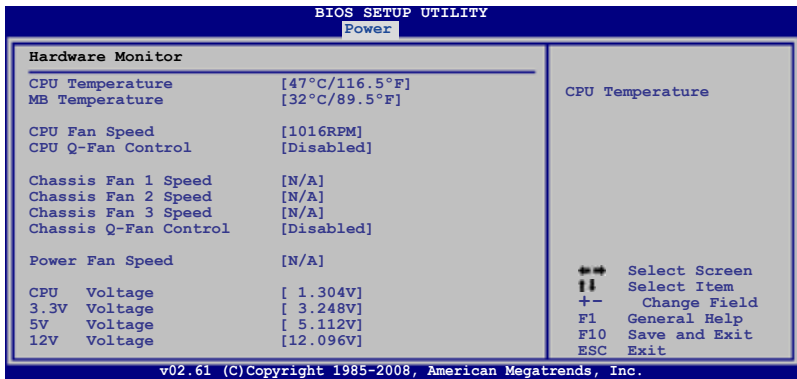 BIOS SETUP UTILITY
Power
Hardware Monitor
CPU Temperature [47°C/116.5°F]
MB Temperature [32°C/89.5°F]
CPU Fan Speed [1016RPM]
CPU Q-Fan Control [Disabled]
Chassis Fan 1 Speed [N/A]
Chassis Fan 2 Speed [N/A]
Chassis Fan 3 Speed [N/A]
Chassis Q-Fan Control [Disabled]
Power Fan Speed [N/A]
CPU Voltage [ 1.304V]
3.3V Voltage [ 3.248V]
5V Voltage [ 5.112V]
12V Voltage [12.096V]
CPU Temperature
←→ Select Screen
↑↓ Select Item
+- Change Field
F1 General Help
F10 Save and Exit
ESC Exit
v02.61 (C)Copyright 1985-2008, American Megatrends, Inc.